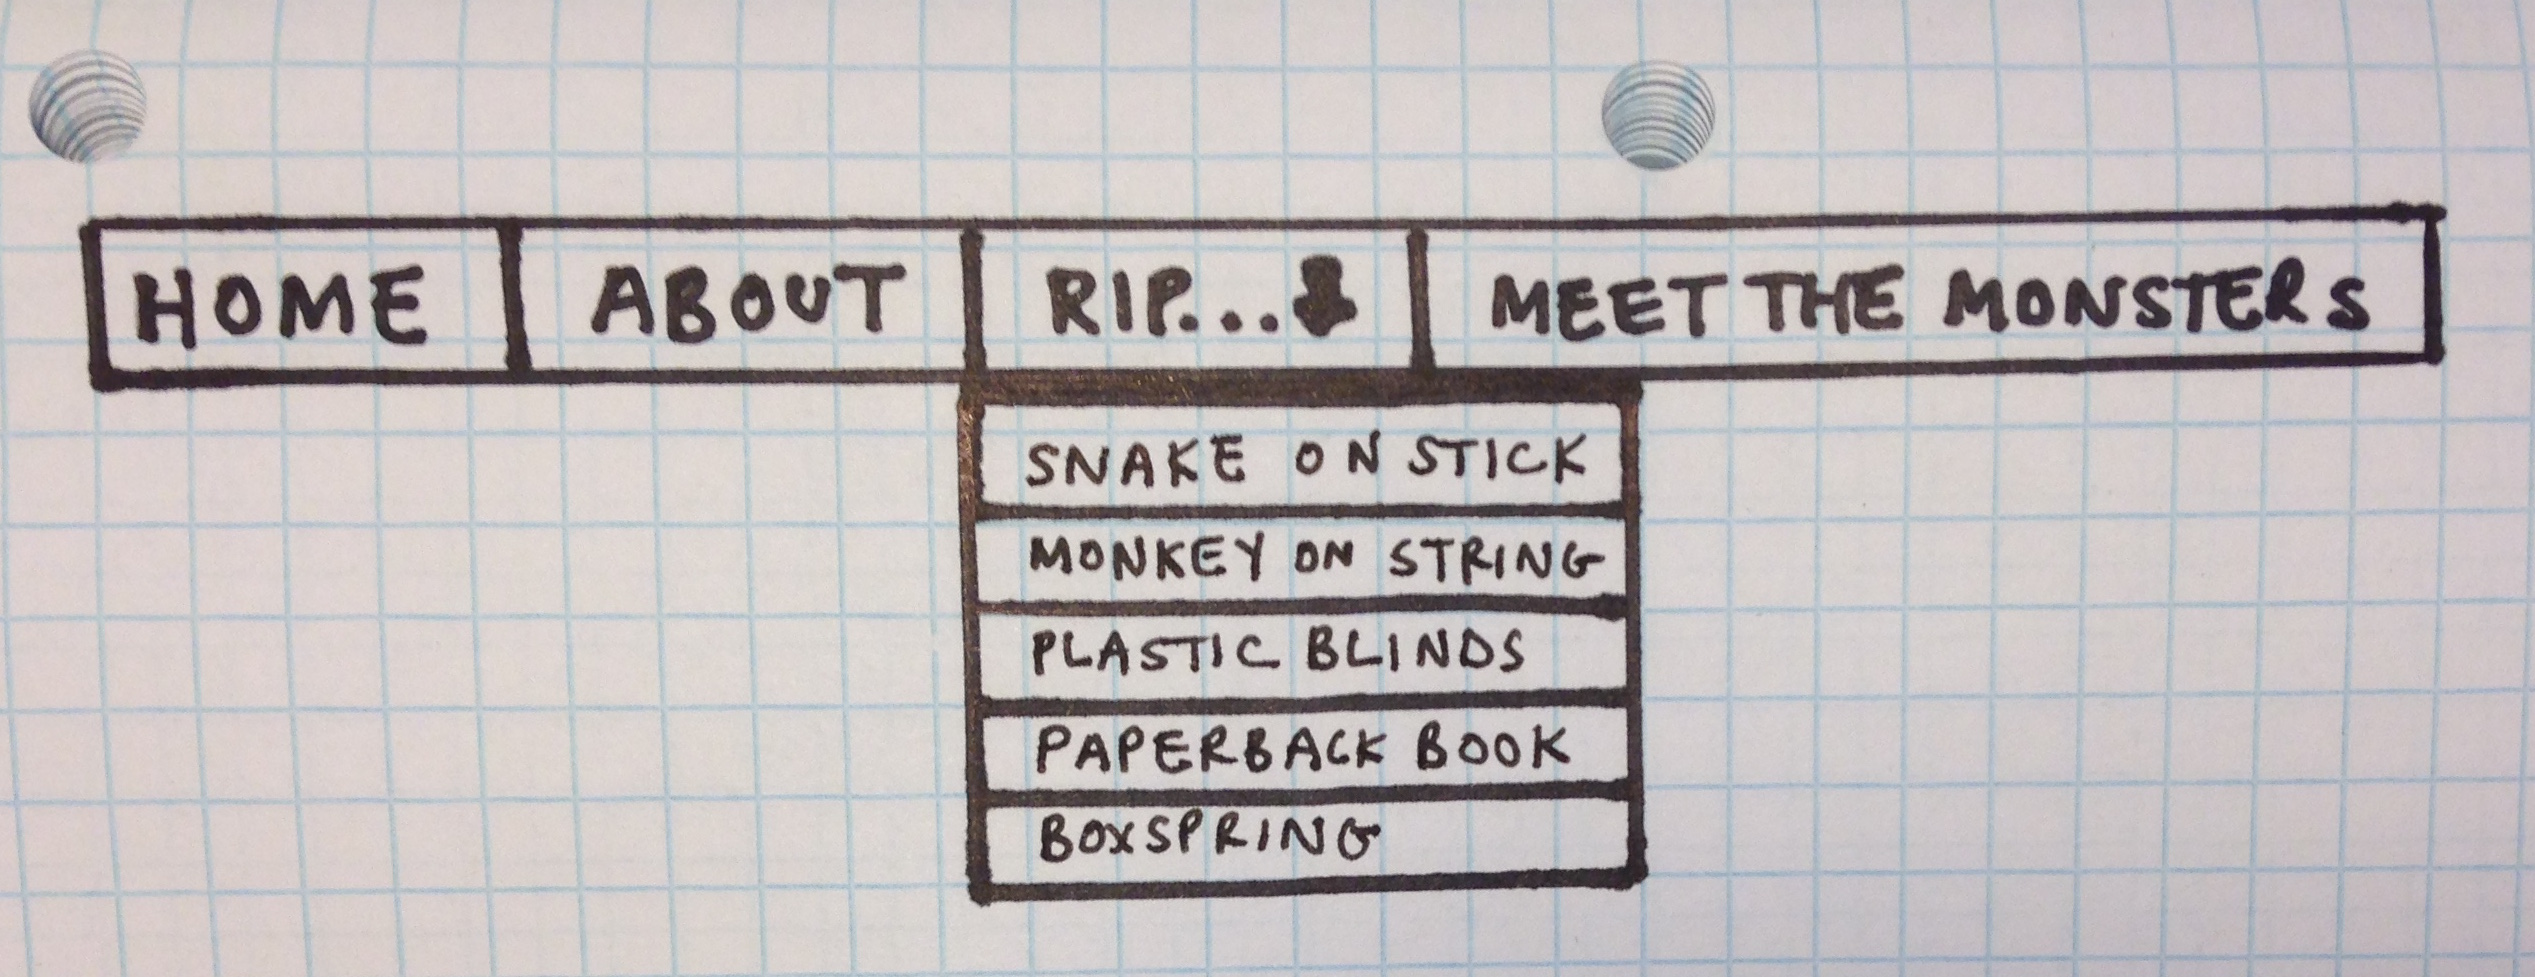 HOME ABOUT RIP... MEET THE MONSTERS
SNAKE ON STICK
MONKEY ON STRING
PLASTIC BLINDS
PAPERBACK BOOK
BOXSPRING